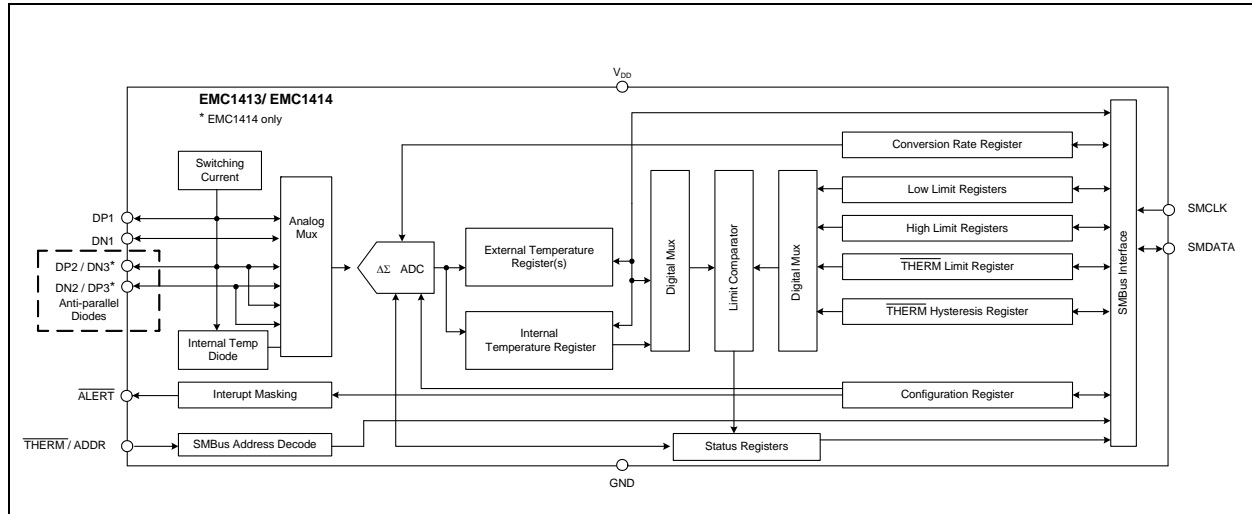 V_DD
EMC1413/ EMC1414
* EMC1414 only
Switching
Current
Analog
Mux
DP1
DN1
DP2 / DN3*
DN2 / DP3*
Anti-parallel
Diodes
Internal Temp
Diode
ΔΣ ADC
External Temperature
Register(s)
Internal
Temperature Register
Digital Mux
Limit Comparator
Digital Mux
Conversion Rate Register
Low Limit Registers
High Limit Registers
THERM Limit Register
THERM Hysteresis Register
Configuration Register
SMBus Interface
SMCLK
SMDATA
ALERT
Interupt Masking
THERM / ADDR
SMBus Address Decode
Status Registers
GND